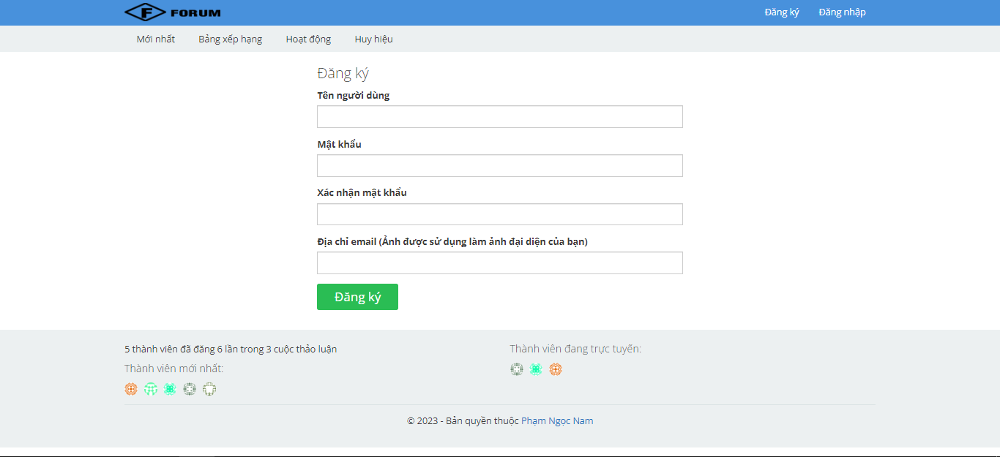 F FORUM
Đăng ký Đăng nhập
Mới nhất Bảng xếp hạng Hoạt động Huy hiệu
Đăng ký
Tên người dùng
Mật khẩu
Xác nhận mật khẩu
Địa chỉ email (Ảnh được sử dụng làm ảnh đại diện của bạn)
Đăng ký
5 thành viên đã đăng 6 lần trong 3 cuộc thảo luận
Thành viên đang trực tuyến:
Thành viên mới nhất:
© 2023 - Bản quyền thuộc Phạm Ngọc Nam